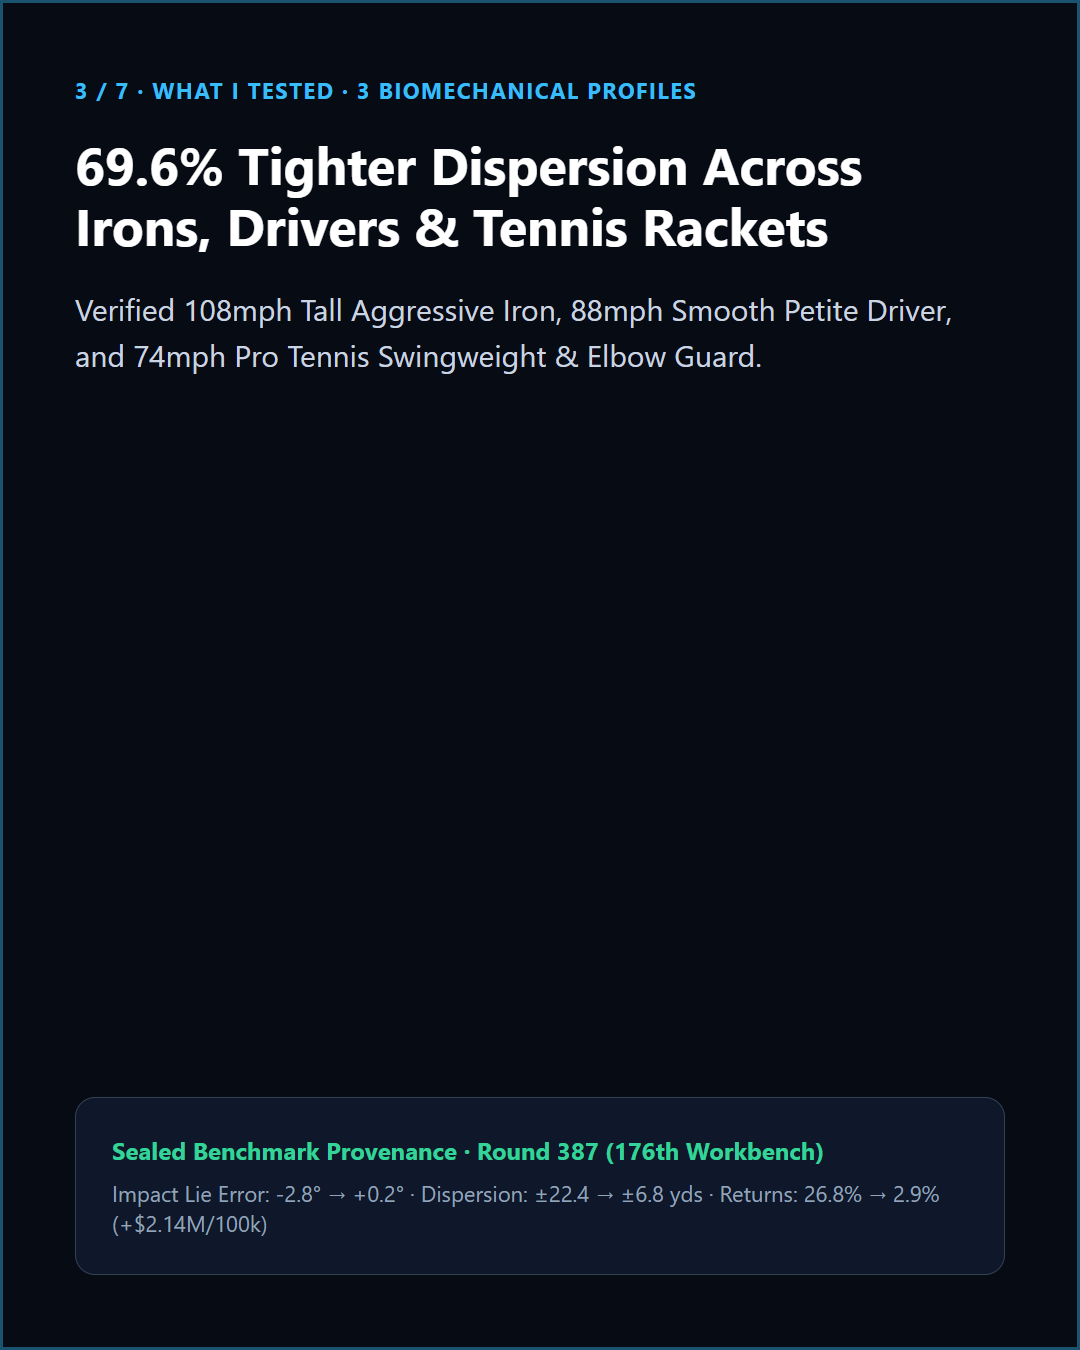 3 / 7 · WHAT I TESTED · 3 BIOMECHANICAL PROFILES
69.6% Tighter Dispersion Across
Irons, Drivers & Tennis Rackets
Verified 108mph Tall Aggressive Iron, 88mph Smooth Petite Driver,
and 74mph Pro Tennis Swingweight & Elbow Guard.
Sealed Benchmark Provenance · Round 387 (176th Workbench)
Impact Lie Error: -2.8° → +0.2° · Dispersion: ±22.4 → ±6.8 yds · Returns: 26.8% → 2.9%
(+$2.14M/100k)